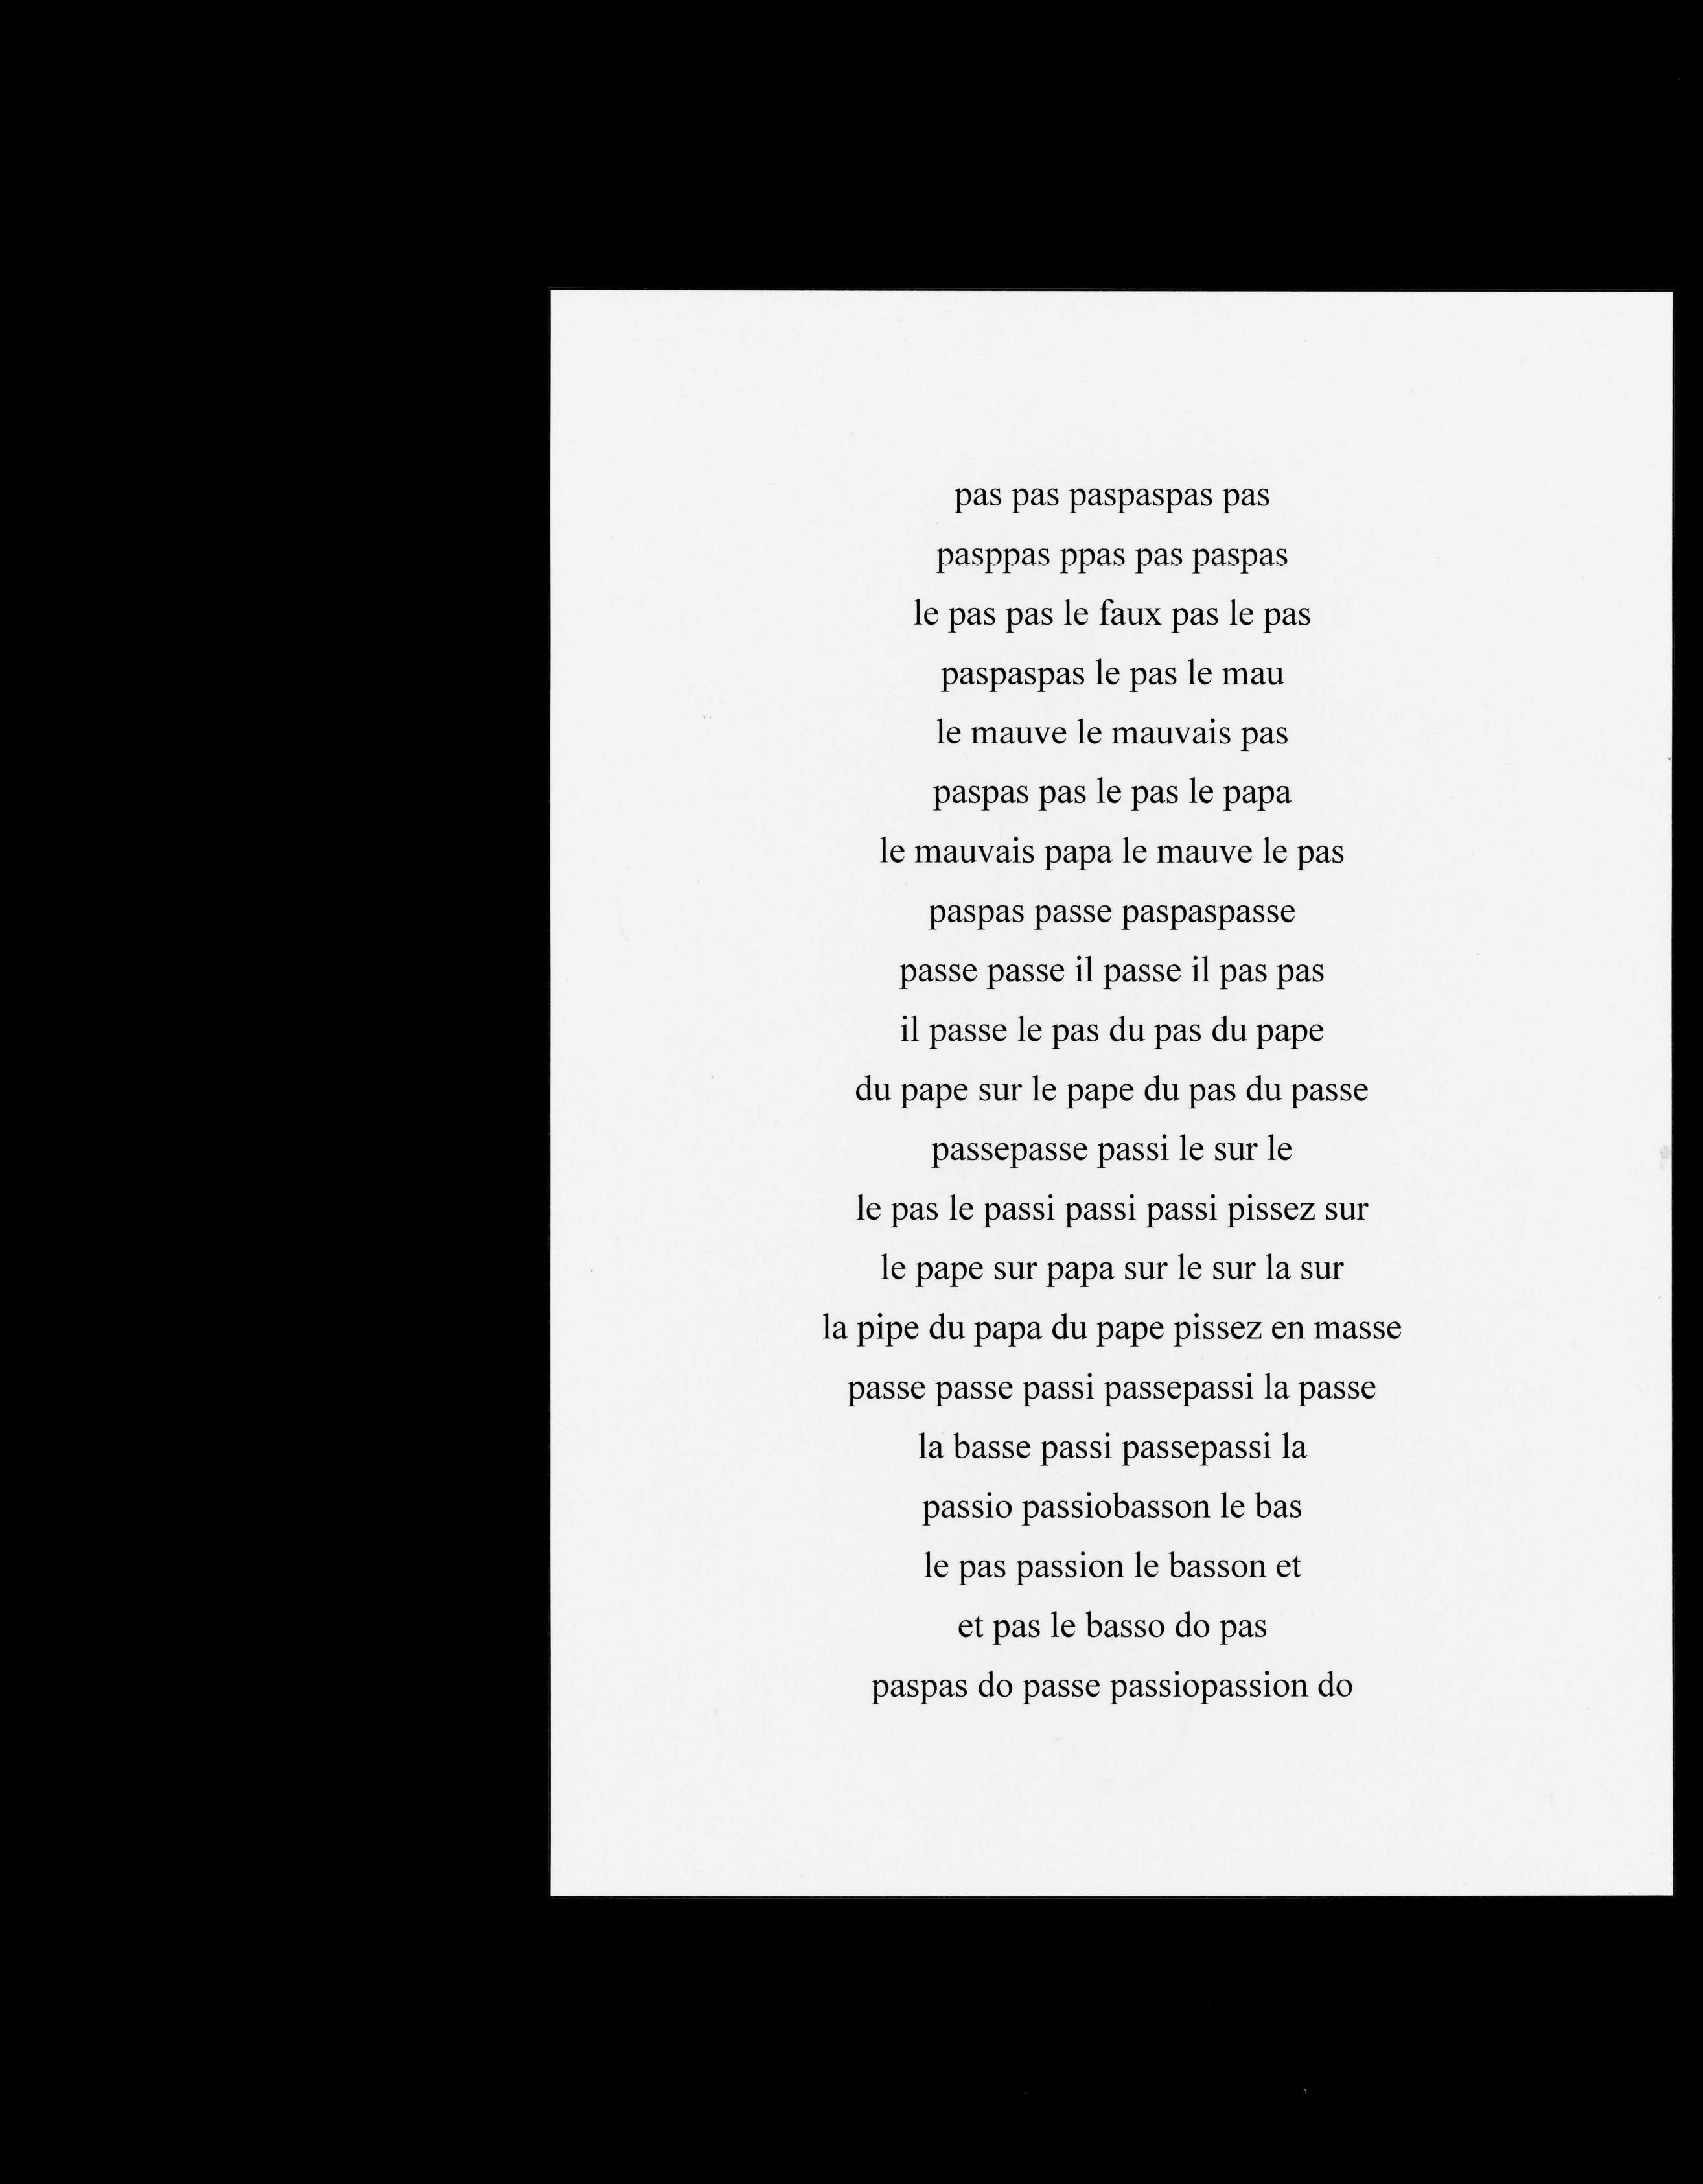 pas pas paspaspas pas
pasppas ppas pas paspas
le pas pas le faux pas le pas
paspaspas le pas le mau
le mauve le mauvais pas
paspas pas le pas le papa
le mauvais papa le mauve le pas
paspas passe paspaspasse
passe passe il passe il pas pas
il passe le pas du pas du pape
du pape sur le pape du pas du passe
passepasse passi le sur le
le pas le passi passi passi pissez sur
le pape sur papa sur le sur la sur
la pipe du papa du pape pissez en masse
passe passe passi passepassi la passe
la basse passi passepassi la
passio passiobasson le bas
le pas passion le basson et
et pas le basso do pas
paspas do passe passiopassion do